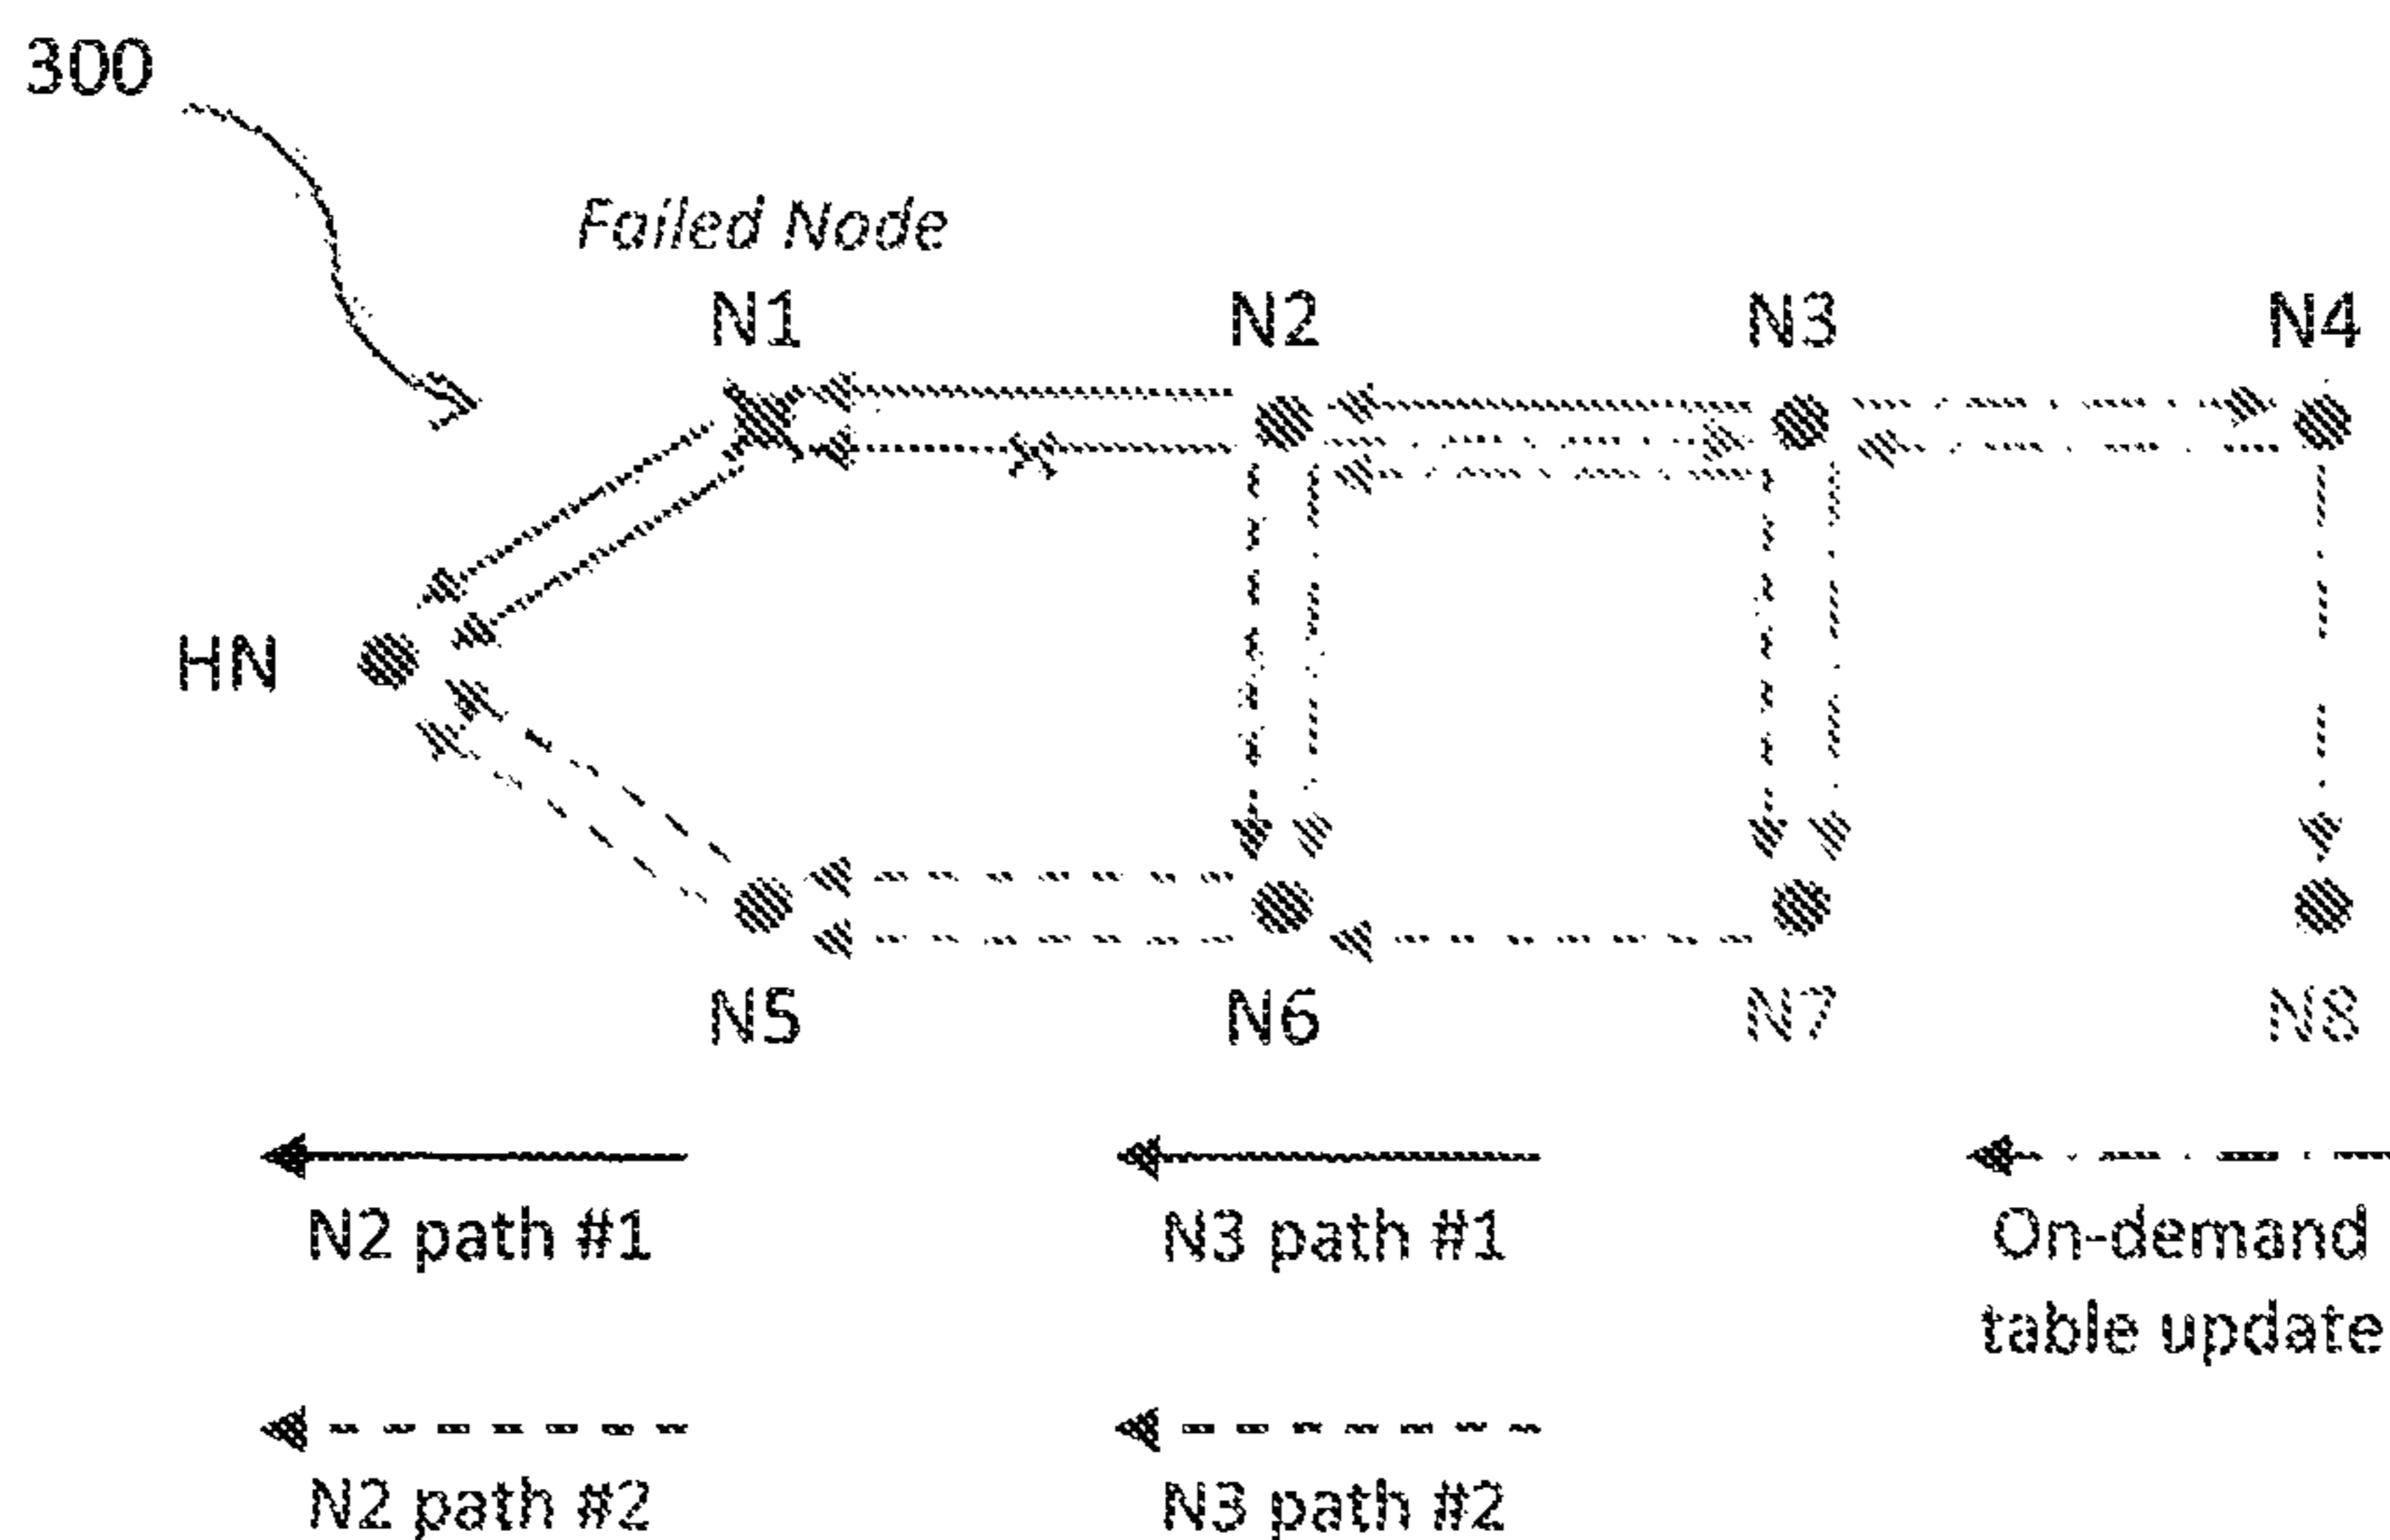 300
Failed Node
N1 N2 N3 N4
HN
N5 N6 N7 N8
N2 path #1 N3 path #1 On-demand
table update
N2 path #2 N3 path #2